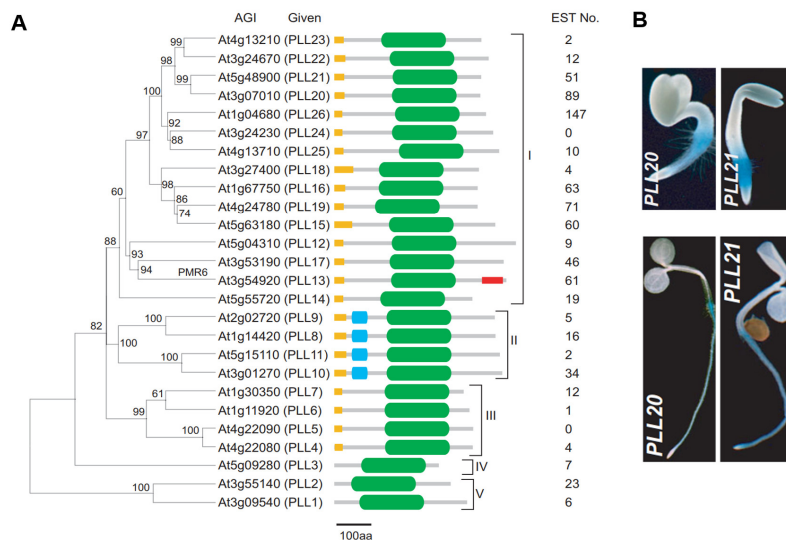 A
B
AGI Given EST No.
99 At4g13210 (PLL23) 2
98 At3g24670 (PLL22) 12
99 At5g48900 (PLL21) 51
100 At3g07010 (PLL20) 89
92 At1g04680 (PLL26) 147
97 88 At3g24230 (PLL24) 0
At4g13710 (PLL25) 10
I
98 At3g27400 (PLL18) 4
60 86 At1g67750 (PLL16) 63
74 At4g24780 (PLL19) 71
At5g63180 (PLL15) 60
88 93 At5g04310 (PLL12) 9
94 At3g53190 (PLL17) 46
PMR6 At3g54920 (PLL13) 61
At5g55720 (PLL14) 19
82 100 At2g02720 (PLL9) 5
100 At1g14420 (PLL8) 16
II
100 At5g15110 (PLL11) 2
At3g01270 (PLL10) 34
61 At1g30350 (PLL7) 12
99 At1g11920 (PLL6) 1
III
100 At4g22090 (PLL5) 0
At4g22080 (PLL4) 4
At5g09280 (PLL3) IV 7
100 At3g55140 (PLL2) 23
V
At3g09540 (PLL1) 6
100aa
PLL20
PLL21
PLL20
PLL21